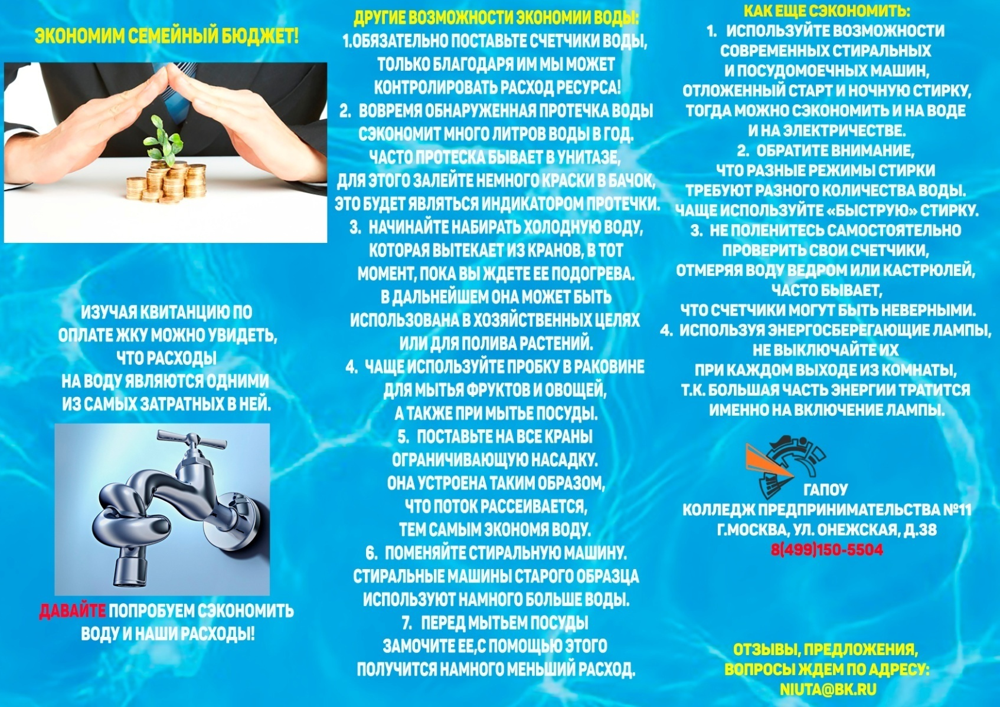 ЭКОНОМИМ СЕМЕЙНЫЙ БЮДЖЕТ!
ИЗУЧАЯ КВИТАНЦИЮ ПО
ОПЛАТЕ ЖКУ МОЖНО УВИДЕТЬ,
ЧТО РАСХОДЫ
НА ВОДУ ЯВЛЯЮТСЯ ОДНИМИ
ИЗ САМЫХ ЗАТРАТНЫХ В НЕЙ.
ДАВАЙТЕ ПОПРОБУЕМ СЭКОНОМИТЬ
ВОДУ И НАШИ РАСХОДЫ!
ДРУГИЕ ВОЗМОЖНОСТИ ЭКОНОМИИ ВОДЫ:
1.ОБЯЗАТЕЛЬНО ПОСТАВЬТЕ СЧЕТЧИКИ ВОДЫ,
ТОЛЬКО БЛАГОДАРЯ ИМ МЫ МОЖЕТ
КОНТРОЛИРОВАТЬ РАСХОД РЕСУРСА!
2. ВОВРЕМЯ ОБНАРУЖЕННАЯ ПРОТЕЧКА ВОДЫ
СЭКОНОМИТ МНОГО ЛИТРОВ ВОДЫ В ГОД.
ЧАСТО ПРОТЕСКА БЫВАЕТ В УНИТАЗЕ,
ДЛЯ ЭТОГО ЗАЛЕЙТЕ НЕМНОГО КРАСКИ В БАЧОК,
ЭТО БУДЕТ ЯВЛЯТЬСЯ ИНДИКАТОРОМ ПРОТЕЧКИ.
3. НАЧИНАЙТЕ НАБИРАТЬ ХОЛОДНУЮ ВОДУ,
КОТОРАЯ ВЫТЕКАЕТ ИЗ КРАНОВ, В ТОТ
МОМЕНТ, ПОКА ВЫ ЖДЕТЕ ЕЕ ПОДОГРЕВА.
В ДАЛЬНЕЙШЕМ ОНА МОЖЕТ БЫТЬ
ИСПОЛЬЗОВАНА В ХОЗЯЙСТВЕННЫХ ЦЕЛЯХ
ИЛИ ДЛЯ ПОЛИВА РАСТЕНИЙ.
4. ЧАЩЕ ИСПОЛЬЗУЙТЕ ПРОБКУ В РАКОВИНЕ
ДЛЯ МЫТЬЯ ФРУКТОВ И ОВОЩЕЙ,
А ТАКЖЕ ПРИ МЫТЬЕ ПОСУДЫ.
5. ПОСТАВЬТЕ НА ВСЕ КРАНЫ
ОГРАНИЧИВАЮЩУЮ НАСАДКУ.
ОНА УСТРОЕНА ТАКИМ ОБРАЗОМ,
ЧТО ПОТОК РАССЕИВАЕТСЯ,
ТЕМ САМЫМ ЭКОНОМЯ ВОДУ.
6. ПОМЕНЯЙТЕ СТИРАЛЬНУЮ МАШИНУ.
СТИРАЛЬНЫЕ МАШИНЫ СТАРОГО ОБРАЗЦА
ИСПОЛЬЗУЮТ НАМНОГО БОЛЬШЕ ВОДЫ.
7. ПЕРЕД МЫТЬЕМ ПОСУДЫ
ЗАМОЧИТЕ ЕЕ,С ПОМОЩЬЮ ЭТОГО
ПОЛУЧИТСЯ НАМНОГО МЕНЬШИЙ РАСХОД.
КАК ЕЩЕ СЭКОНОМИТЬ:
1. ИСПОЛЬЗУЙТЕ ВОЗМОЖНОСТИ
СОВРЕМЕННЫХ СТИРАЛЬНЫХ
И ПОСУДОМОЕЧНЫХ МАШИН,
ОТЛОЖЕННЫЙ СТАРТ И НОЧНУЮ СТИРКУ,
ТОГДА МОЖНО СЭКОНОМИТЬ И НА ВОДЕ
И НА ЭЛЕКТРИЧЕСТВЕ.
2. ОБРАТИТЕ ВНИМАНИЕ,
ЧТО РАЗНЫЕ РЕЖИМЫ СТИРКИ
ТРЕБУЮТ РАЗНОГО КОЛИЧЕСТВА ВОДЫ.
ЧАЩЕ ИСПОЛЬЗУЙТЕ «БЫСТРУЮ» СТИРКУ.
3. НЕ ПОЛЕНИТЕСЬ САМОСТОЯТЕЛЬНО
ПРОВЕРИТЬ СВОИ СЧЕТЧИКИ,
ОТМЕРЯЯ ВОДУ ВЕДРОМ ИЛИ КАСТРЮЛЕЙ,
ЧАСТО БЫВАЕТ,
ЧТО СЧЕТЧИКИ МОГУТ БЫТЬ НЕВЕРНЫМИ.
4. ИСПОЛЬЗУЯ ЭНЕРГОСБЕРЕГАЮЩИЕ ЛАМПЫ,
НЕ ВЫКЛЮЧАЙТЕ ИХ
ПРИ КАЖДОМ ВЫХОДЕ ИЗ КОМНАТЫ,
Т.К. БОЛЬШАЯ ЧАСТЬ ЭНЕРГИИ ТРАТИТСЯ
ИМЕННО НА ВКЛЮЧЕНИЕ ЛАМПЫ.
ГАПОУ
КОЛЛЕДЖ ПРЕДПРИНИМАТЕЛЬСТВА №11
Г.МОСКВА, УЛ. ОНЕЖСКАЯ, Д.38
8(499)150-5504
ОТЗЫВЫ, ПРЕДЛОЖЕНИЯ,
ВОПРОСЫ ЖДЕМ ПО АДРЕСУ:
NIUTA@BK.RU